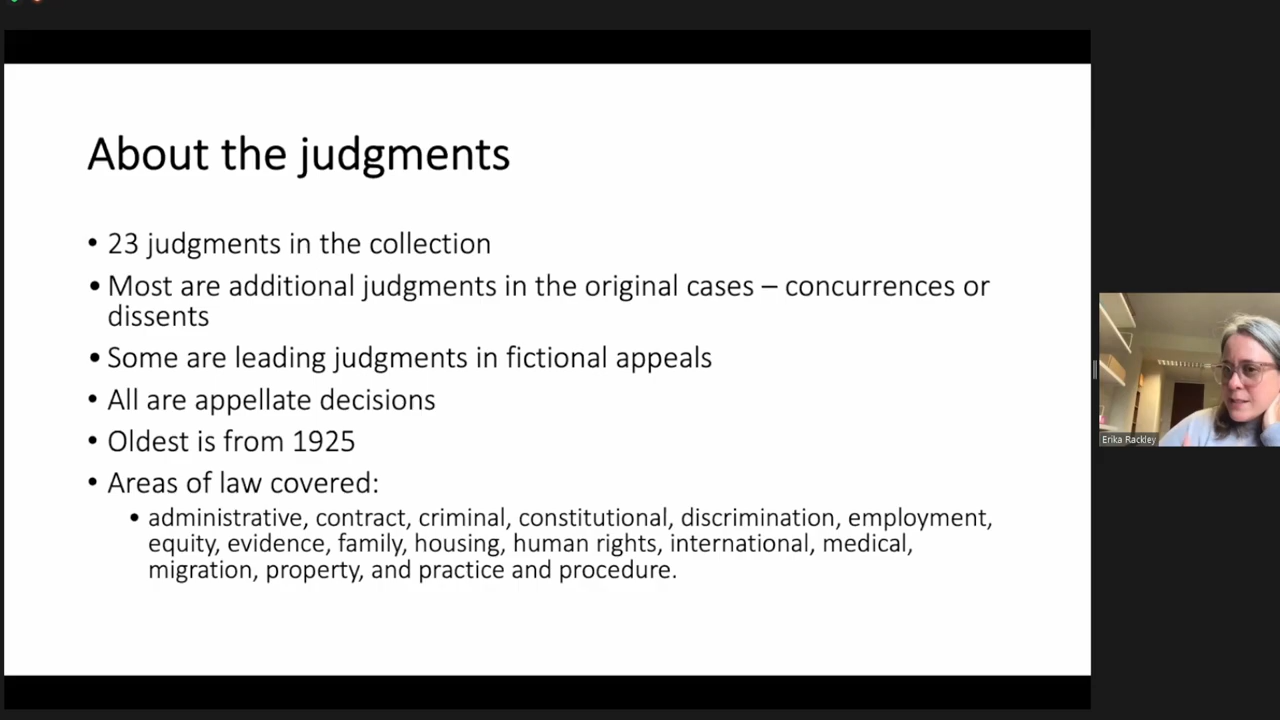 About the judgments
• 23 judgments in the collection
• Most are additional judgments in the original cases – concurrences or
dissents
• Some are leading judgments in fictional appeals
• All are appellate decisions
• Oldest is from 1925
• Areas of law covered:
• administrative, contract, criminal, constitutional, discrimination, employment,
equity, evidence, family, housing, human rights, international, medical,
migration, property, and practice and procedure.
Erika Rackley